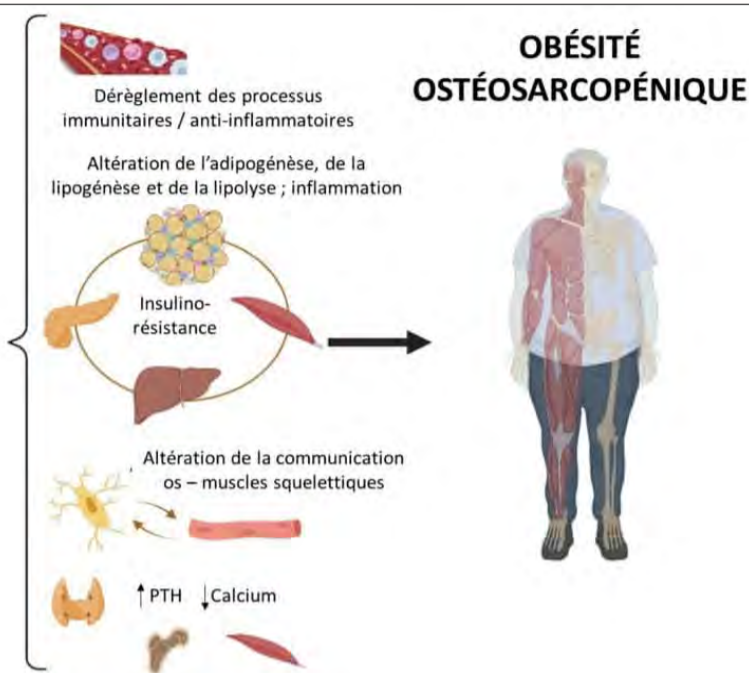 OBÉSITÉ
OSTÉOSARCOPÉNIQUE
Dérèglement des processus
immunitaires / anti-inflammatoires
Altération de l'adipogénèse, de la
lipogénèse et de la lipolyse ; inflammation
Insulino-
résistance
Altération de la communication
os – muscles squelettiques
↑ PTH ↓Calcium